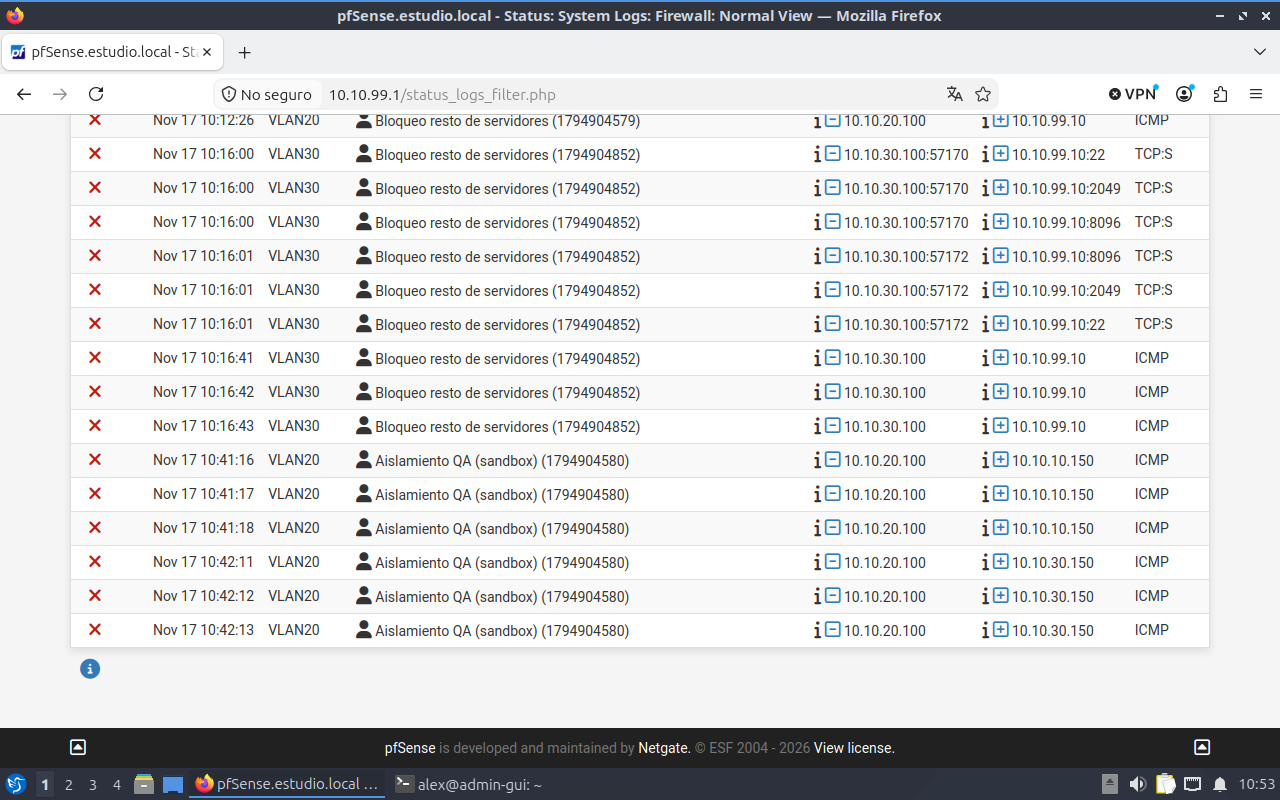 pfSense.estudio.local - Status: System Logs: Firewall: Normal View — Mozilla Firefox
pfSense.estudio.local - Sta
No seguro 10.10.99.1/status_logs_filter.php VPN
Nov 17 10:12:26 VLAN20 Bloqueo resto de servidores (1794904579) 10.10.20.100 10.10.99.10 ICMP
Nov 17 10:16:00 VLAN30 Bloqueo resto de servidores (1794904852) 10.10.30.100:57170 10.10.99.10:22 TCP:S
Nov 17 10:16:00 VLAN30 Bloqueo resto de servidores (1794904852) 10.10.30.100:57170 10.10.99.10:2049 TCP:S
Nov 17 10:16:00 VLAN30 Bloqueo resto de servidores (1794904852) 10.10.30.100:57170 10.10.99.10:8096 TCP:S
Nov 17 10:16:01 VLAN30 Bloqueo resto de servidores (1794904852) 10.10.30.100:57172 10.10.99.10:8096 TCP:S
Nov 17 10:16:01 VLAN30 Bloqueo resto de servidores (1794904852) 10.10.30.100:57172 10.10.99.10:2049 TCP:S
Nov 17 10:16:01 VLAN30 Bloqueo resto de servidores (1794904852) 10.10.30.100:57172 10.10.99.10:22 TCP:S
Nov 17 10:16:41 VLAN30 Bloqueo resto de servidores (1794904852) 10.10.30.100 10.10.99.10 ICMP
Nov 17 10:16:42 VLAN30 Bloqueo resto de servidores (1794904852) 10.10.30.100 10.10.99.10 ICMP
Nov 17 10:16:43 VLAN30 Bloqueo resto de servidores (1794904852) 10.10.30.100 10.10.99.10 ICMP
Nov 17 10:41:16 VLAN20 Aislamiento QA (sandbox) (1794904580) 10.10.20.100 10.10.10.150 ICMP
Nov 17 10:41:17 VLAN20 Aislamiento QA (sandbox) (1794904580) 10.10.20.100 10.10.10.150 ICMP
Nov 17 10:41:18 VLAN20 Aislamiento QA (sandbox) (1794904580) 10.10.20.100 10.10.10.150 ICMP
Nov 17 10:42:11 VLAN20 Aislamiento QA (sandbox) (1794904580) 10.10.20.100 10.10.30.150 ICMP
Nov 17 10:42:12 VLAN20 Aislamiento QA (sandbox) (1794904580) 10.10.20.100 10.10.30.150 ICMP
Nov 17 10:42:13 VLAN20 Aislamiento QA (sandbox) (1794904580) 10.10.20.100 10.10.30.150 ICMP
pfSense is developed and maintained by Netgate. © ESF 2004 - 2026 View license.
1 2 3 4 pfSense.estudio.local ... alex@admin-gui: ~ 10:53